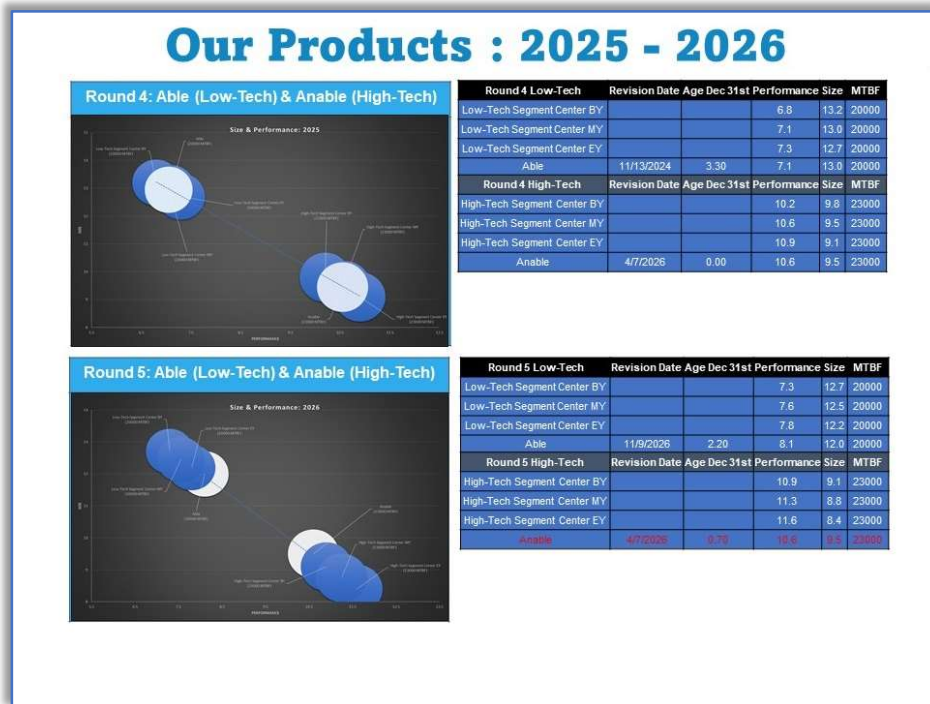 Our Products : 2025 - 2026
Round 4: Able (Low-Tech) & Anable (High-Tech)
Size & Performance: 2025
PERFORMANCE
Round 4 Low-Tech Revision Date Age Dec 31st Performance Size MTBF
Low-Tech Segment Center BY 6.8 13.2 20000
Low-Tech Segment Center MY 7.1 13.0 20000
Low-Tech Segment Center EY 7.3 12.7 20000
Able 11/13/2024 3.30 7.1 13.0 20000
Round 4 High-Tech Revision Date Age Dec 31st Performance Size MTBF
High-Tech Segment Center BY 10.2 9.8 23000
High-Tech Segment Center MY 10.6 9.5 23000
High-Tech Segment Center EY 10.9 9.1 23000
Anable 4/7/2026 0.00 10.6 9.5 23000
Round 5: Able (Low-Tech) & Anable (High-Tech)
Size & Performance: 2026
PERFORMANCE
Round 5 Low-Tech Revision Date Age Dec 31st Performance Size MTBF
Low-Tech Segment Center BY 7.3 12.7 20000
Low-Tech Segment Center MY 7.6 12.5 20000
Low-Tech Segment Center EY 7.8 12.2 20000
Able 11/9/2026 2.20 8.1 12.0 20000
Round 5 High-Tech Revision Date Age Dec 31st Performance Size MTBF
High-Tech Segment Center BY 10.9 9.1 23000
High-Tech Segment Center MY 11.3 8.8 23000
High-Tech Segment Center EY 11.6 8.4 23000
Anable 4/7/2026 0.70 10.6 9.5 23000